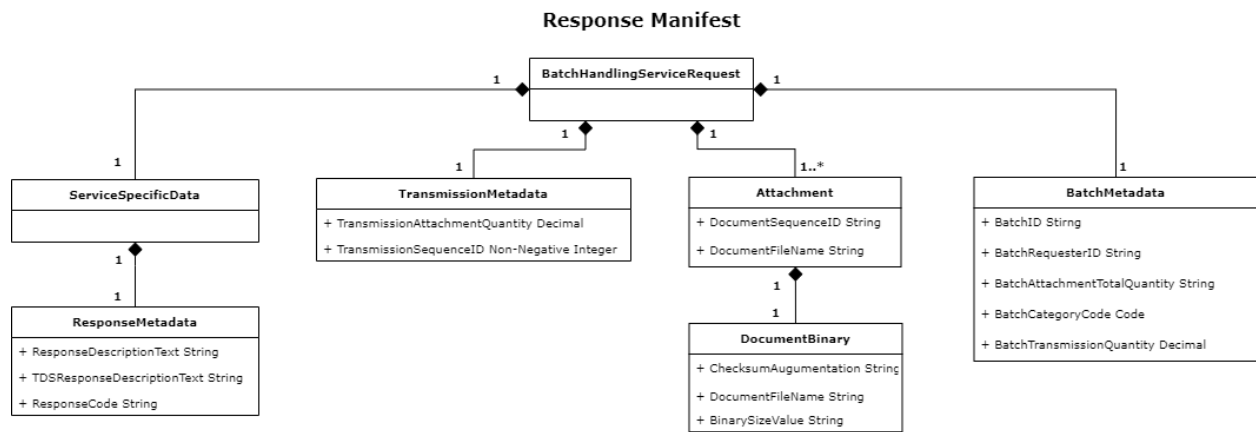 Response Manifest
BatchHandlingServiceRequest
1
1
1
1
1
1
1..*
1
ServiceSpecificData
TransmissionMetadata
+ TransmissionAttachmentQuantity Decimal
+ TransmissionSequenceID Non-Negative Integer
Attachment
+ DocumentSequenceID String
+ DocumentFileName String
BatchMetadata
+ BatchID Stirng
+ BatchRequesterID String
+ BatchAttachmentTotalQuantity String
+ BatchCategoryCode Code
+ BatchTransmissionQuantity Decimal
1
1
ResponseMetadata
+ ResponseDescriptionText String
+ TDSResponseDescriptionText String
+ ResponseCode String
1
1
DocumentBinary
+ ChecksumAugumentation String
+ DocumentFileName String
+ BinarySizeValue String